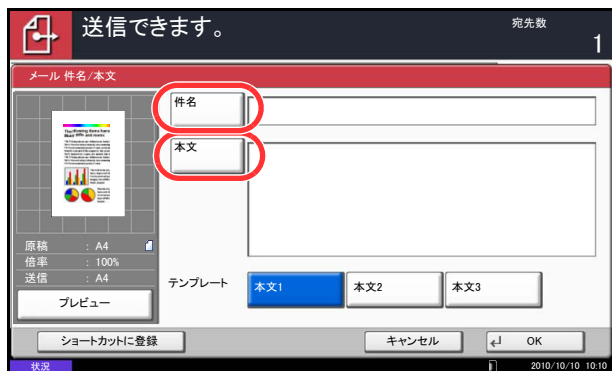 送信できます。
宛先数
1
メール 件名/本文
件名
本文
原稿 : A4
倍率 : 100%
送信 : A4
プレビュー
テンプレート
本文1
本文2
本文3
ショートカットに登録
キャンセル
OK
状況
2010/10/10 10:10